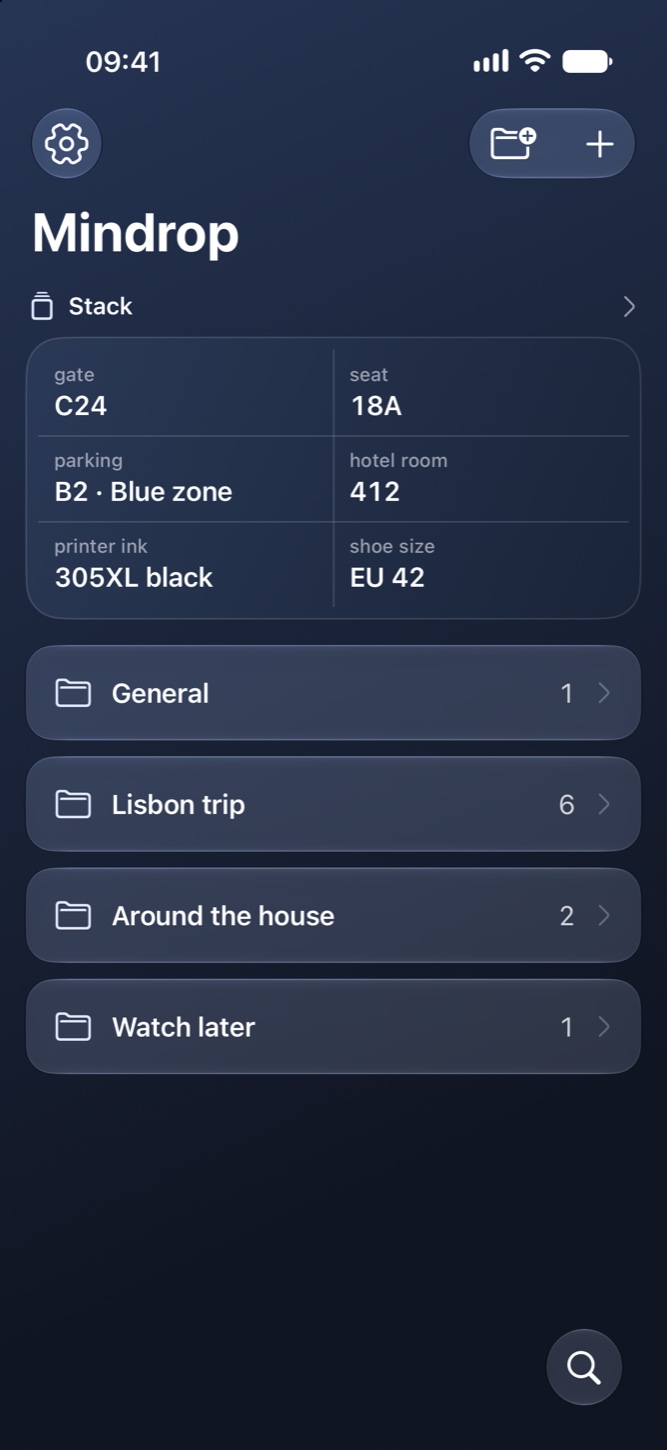 09:41
Mindrop
Stack
gate
C24
seat
18A
parking
B2 · Blue zone
hotel room
412
printer ink
305XL black
shoe size
EU 42
General 1
Lisbon trip 6
Around the house 2
Watch later 1